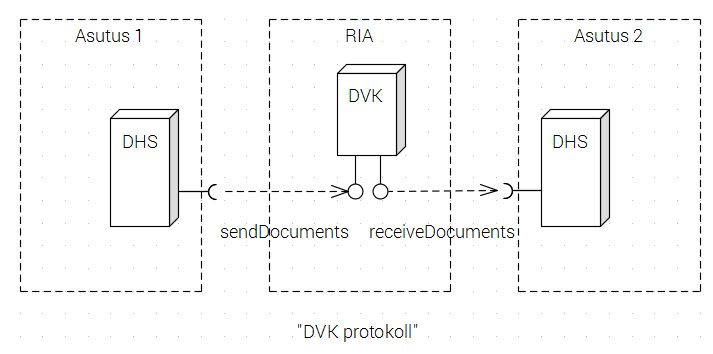 Asutus 1
RIA
Asutus 2
DVK
DHS
DHS
sendDocuments
receiveDocuments
"DVK protokoll"